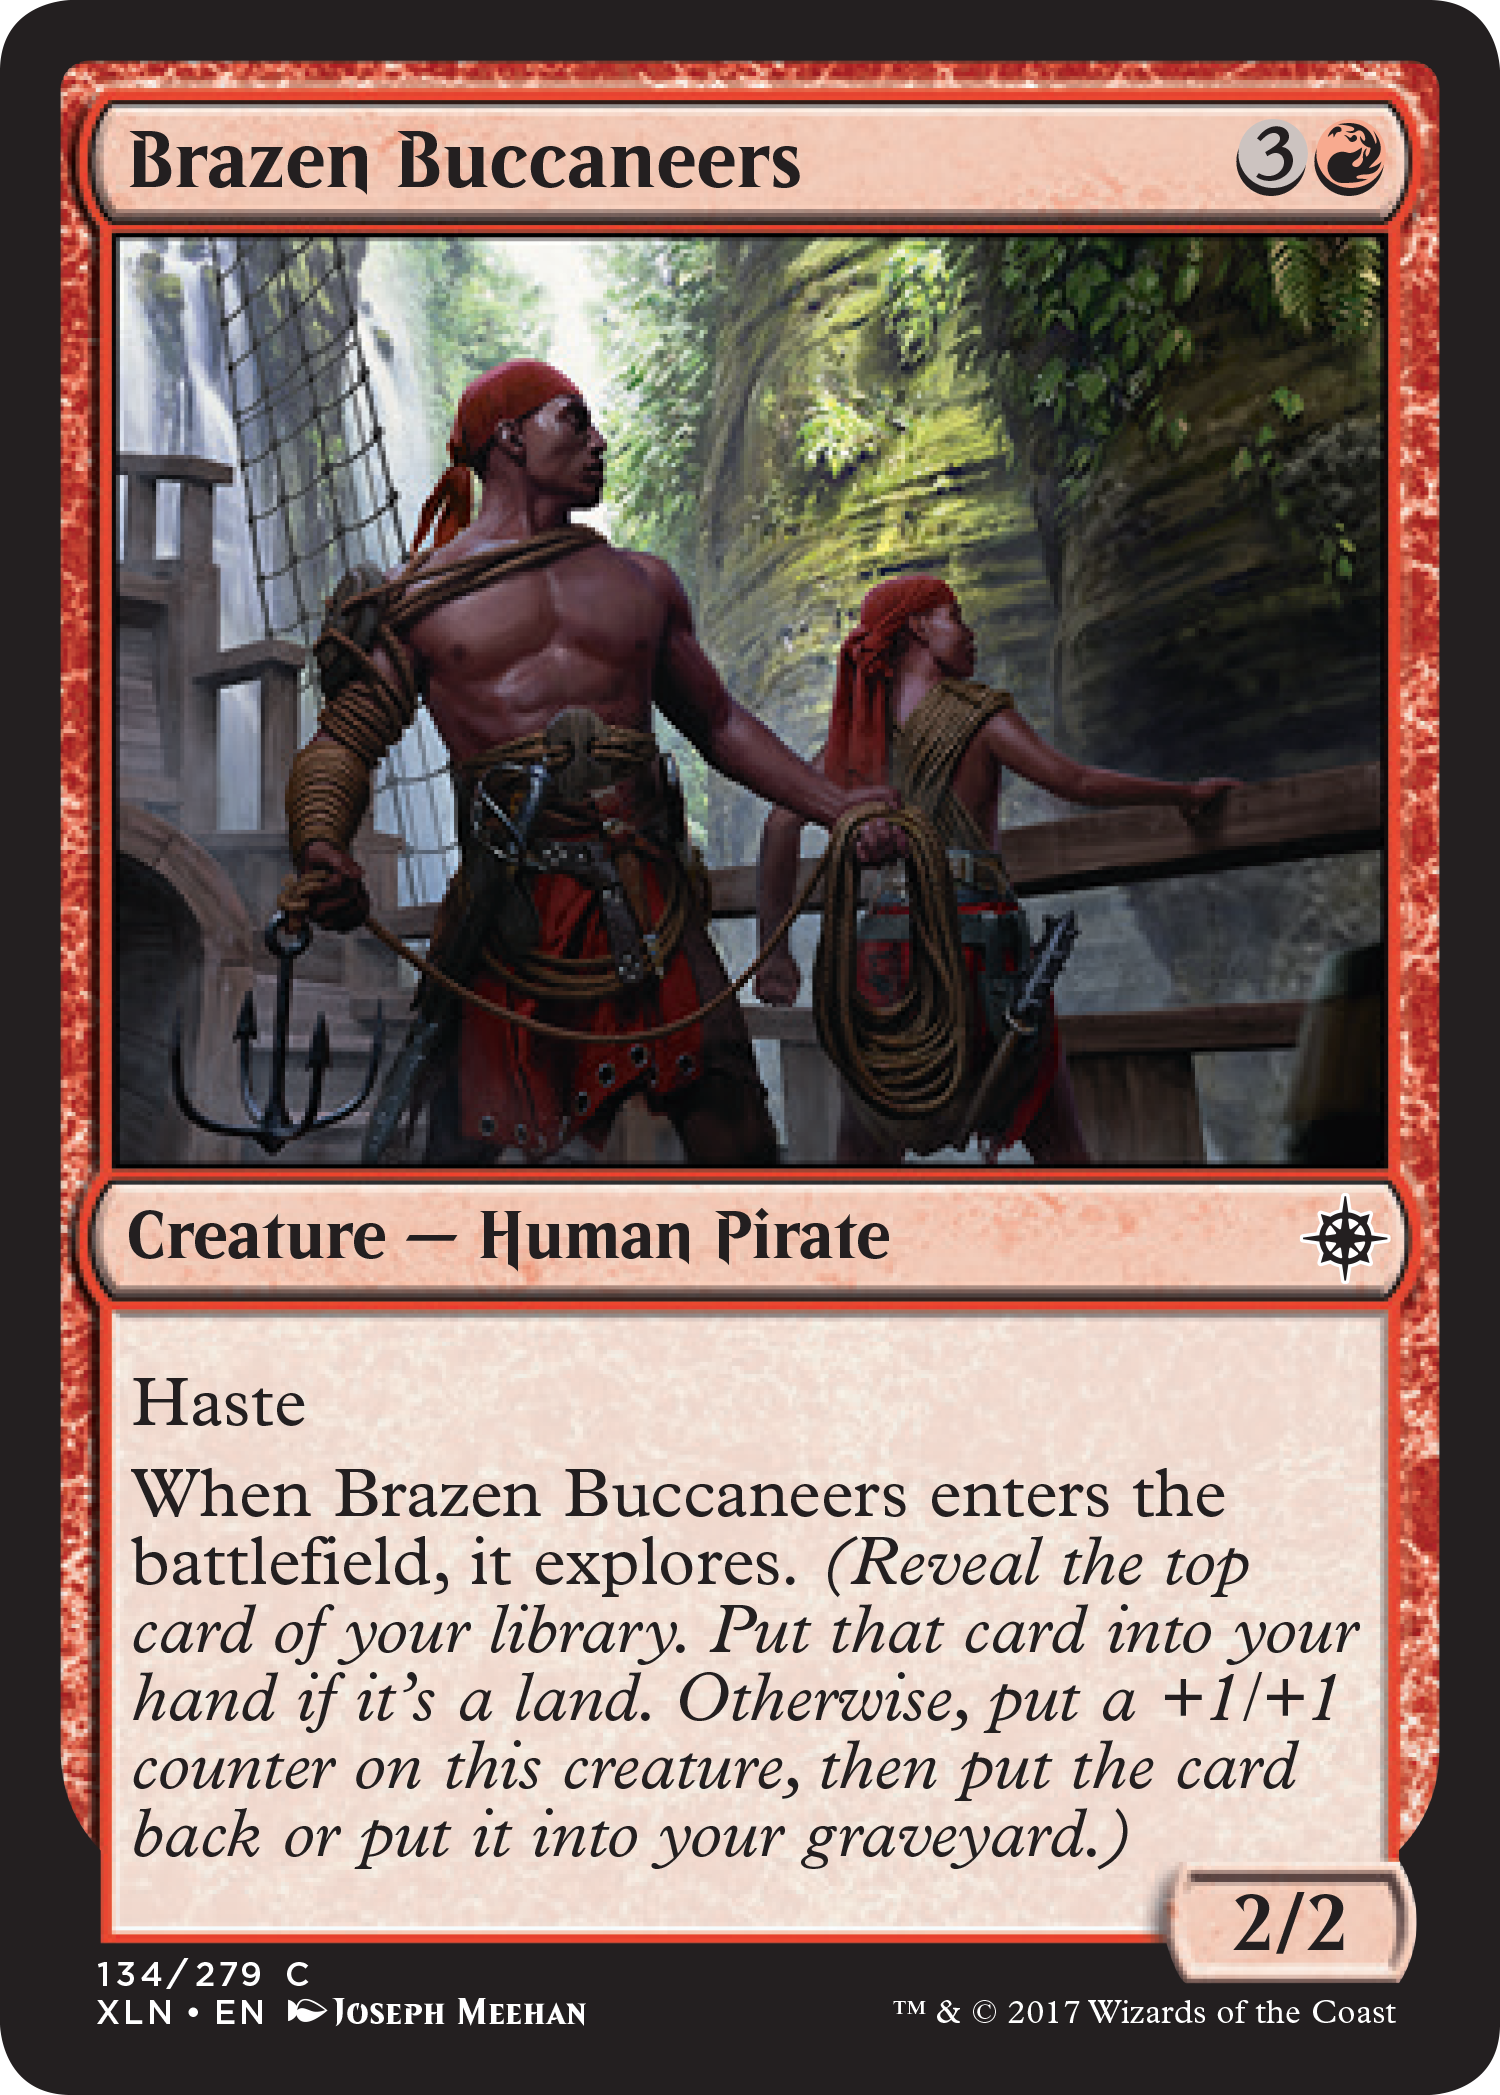 Brazen Buccaneers 3
Creature — Human Pirate
Haste
When Brazen Buccaneers enters the
battlefield, it explores. (Reveal the top
card of your library. Put that card into your
hand if it's a land. Otherwise, put a +1/+1
counter on this creature, then put the card
back or put it into your graveyard.)
2/2
134/279 C
XLN • EN JOSEPH MEEHAN
™ & © 2017 Wizards of the Coast